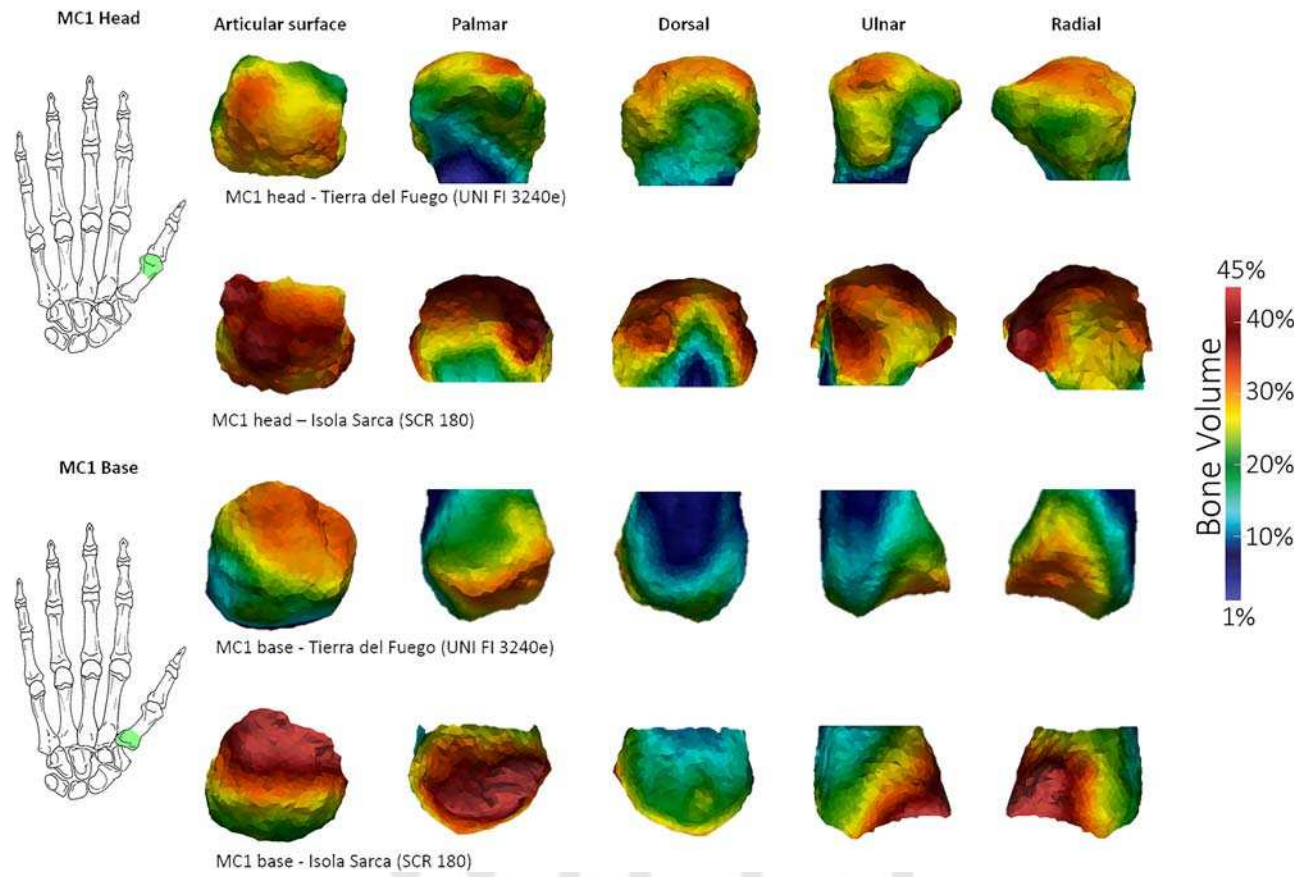 MC1 Head
Articular surface
Palmar
Dorsal
Ulnar
Radial
MC1 head - Tierra del Fuego (UNI FI 3240e)
MC1 head – Isola Sarca (SCR 180)
MC1 Base
MC1 base - Tierra del Fuego (UNI FI 3240e)
MC1 base - Isola Sarca (SCR 180)
45%
40%
30%
20%
10%
1%
Bone Volume